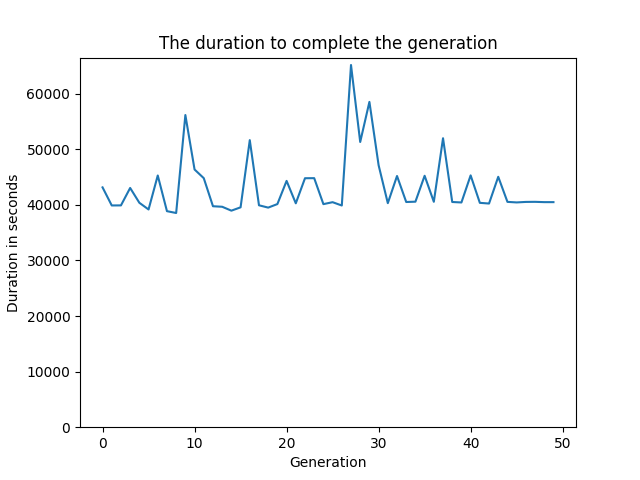 The duration to complete the generation
60000
50000
40000
30000
20000
10000
0
Duration in seconds
0 10 20 30 40 50
Generation